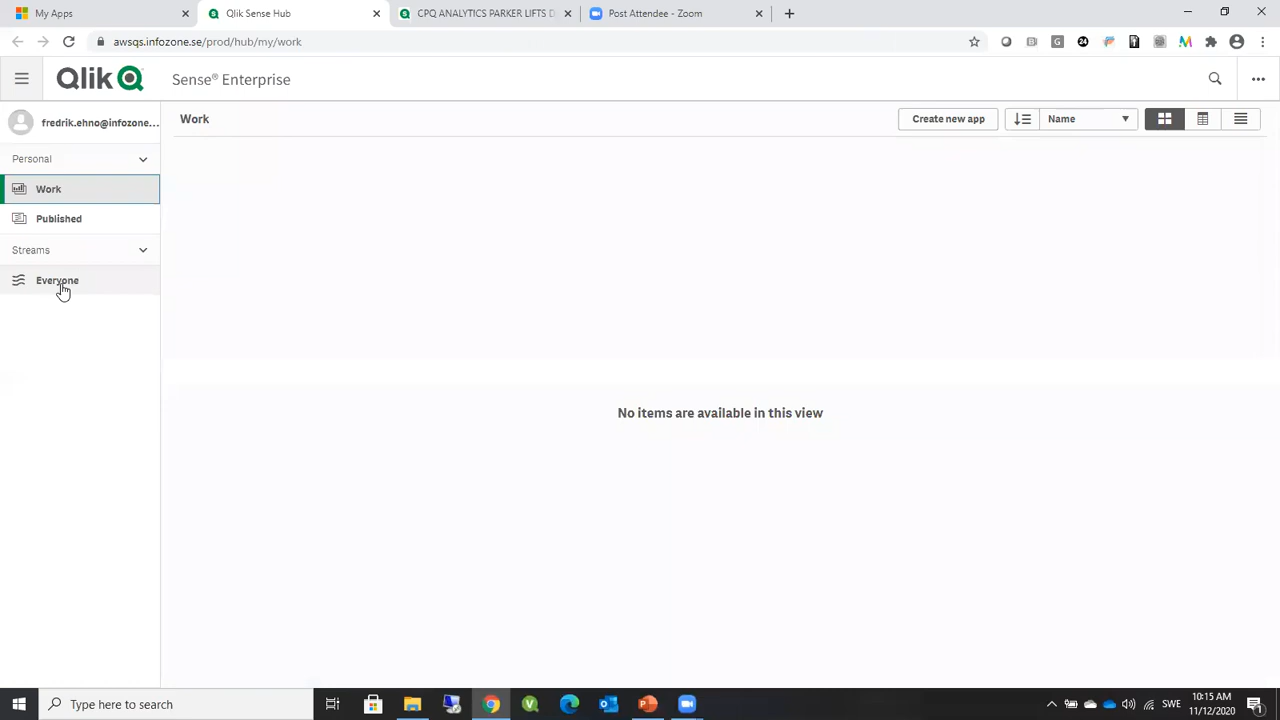 My Apps
Qlik Sense Hub
CPQ ANALYTICS PARKER LIFTS D
Post Attendee - Zoom
awsqs.infozone.se/prod/hub/my/work
24
Qlik
Sense® Enterprise
fredrik.ehno@infozone...
Work
Create new app
Name
Personal
Work
Published
Streams
Everyone
No items are available in this view
Type here to search
SWE
10:15 AM
11/12/2020
1